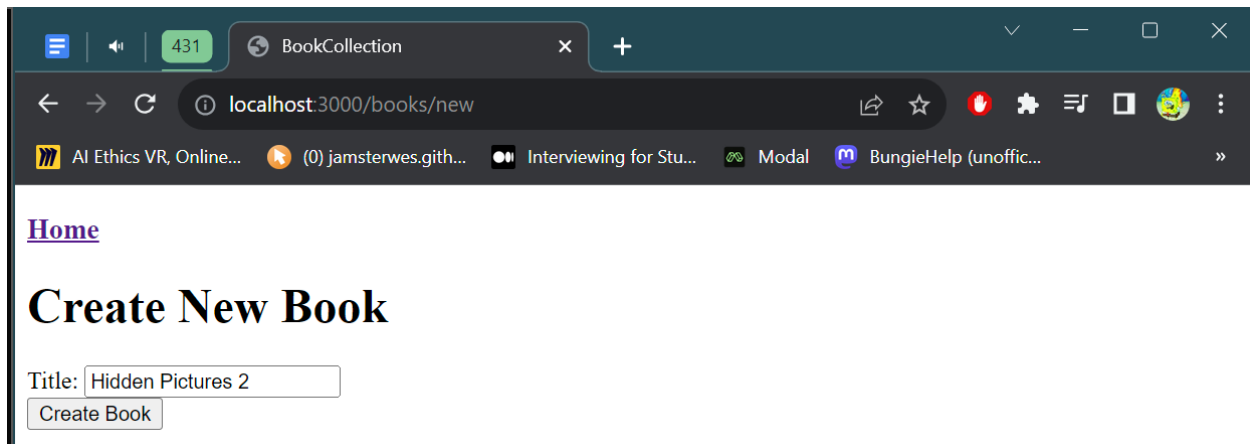 431 BookCollection
localhost:3000/books/new
AI Ethics VR, Online... (0) jamsterwes.gith... Interviewing for Stu... Modal BungieHelp (unoffic... »
Home
Create New Book
Title: Hidden Pictures 2
Create Book